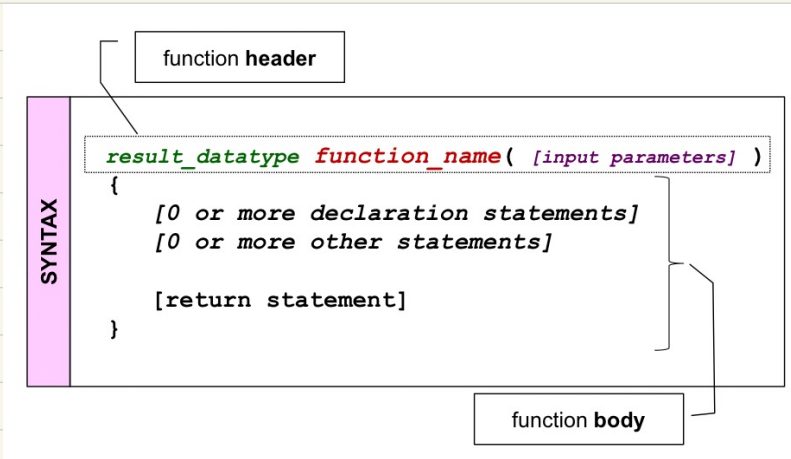 function header
result_datatype function_name( [input parameters] )
{
[0 or more declaration statements]
[0 or more other statements]
[return statement]
}
SYNTAX
function body